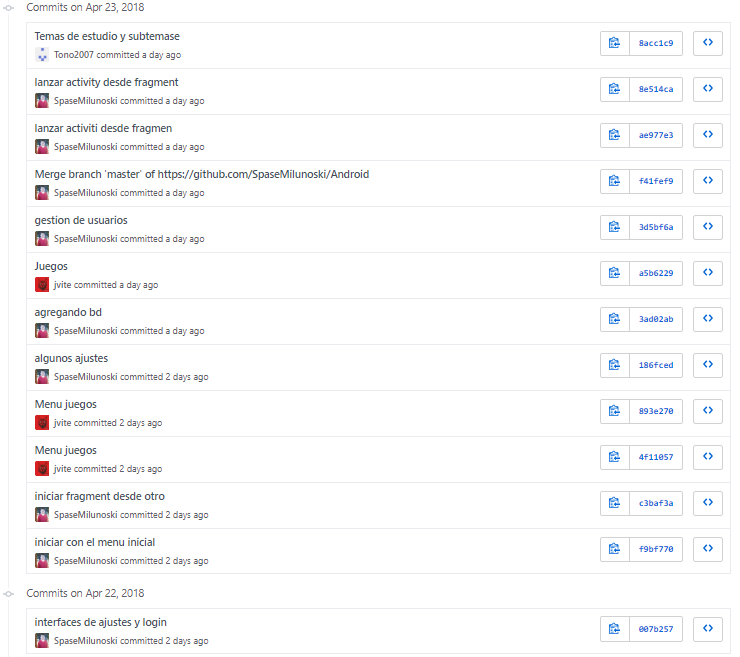 Commits on Apr 23, 2018
Temas de estudio y subtemase
Tono2007 committed a day ago
8acc1c9
lanzar activity desde fragment
SpaseMilunoski committed a day ago
8e514ca
lanzar activiti desde fragmen
SpaseMilunoski committed a day ago
ae977e3
Merge branch 'master' of https://github.com/SpaseMilunoski/Android
SpaseMilunoski committed a day ago
f41fef9
gestion de usuarios
SpaseMilunoski committed a day ago
3d5bf6a
Juegos
jvite committed a day ago
a5b6229
agregando bd
SpaseMilunoski committed a day ago
3ad02ab
algunos ajustes
SpaseMilunoski committed 2 days ago
186fced
Menu juegos
jvite committed 2 days ago
893e270
Menu juegos
jvite committed 2 days ago
4f11057
iniciar fragment desde otro
SpaseMilunoski committed 2 days ago
c3baf3a
iniciar con el menu inicial
SpaseMilunoski committed 2 days ago
f9bf770
Commits on Apr 22, 2018
interfaces de ajustes y login
SpaseMilunoski committed 2 days ago
007b257